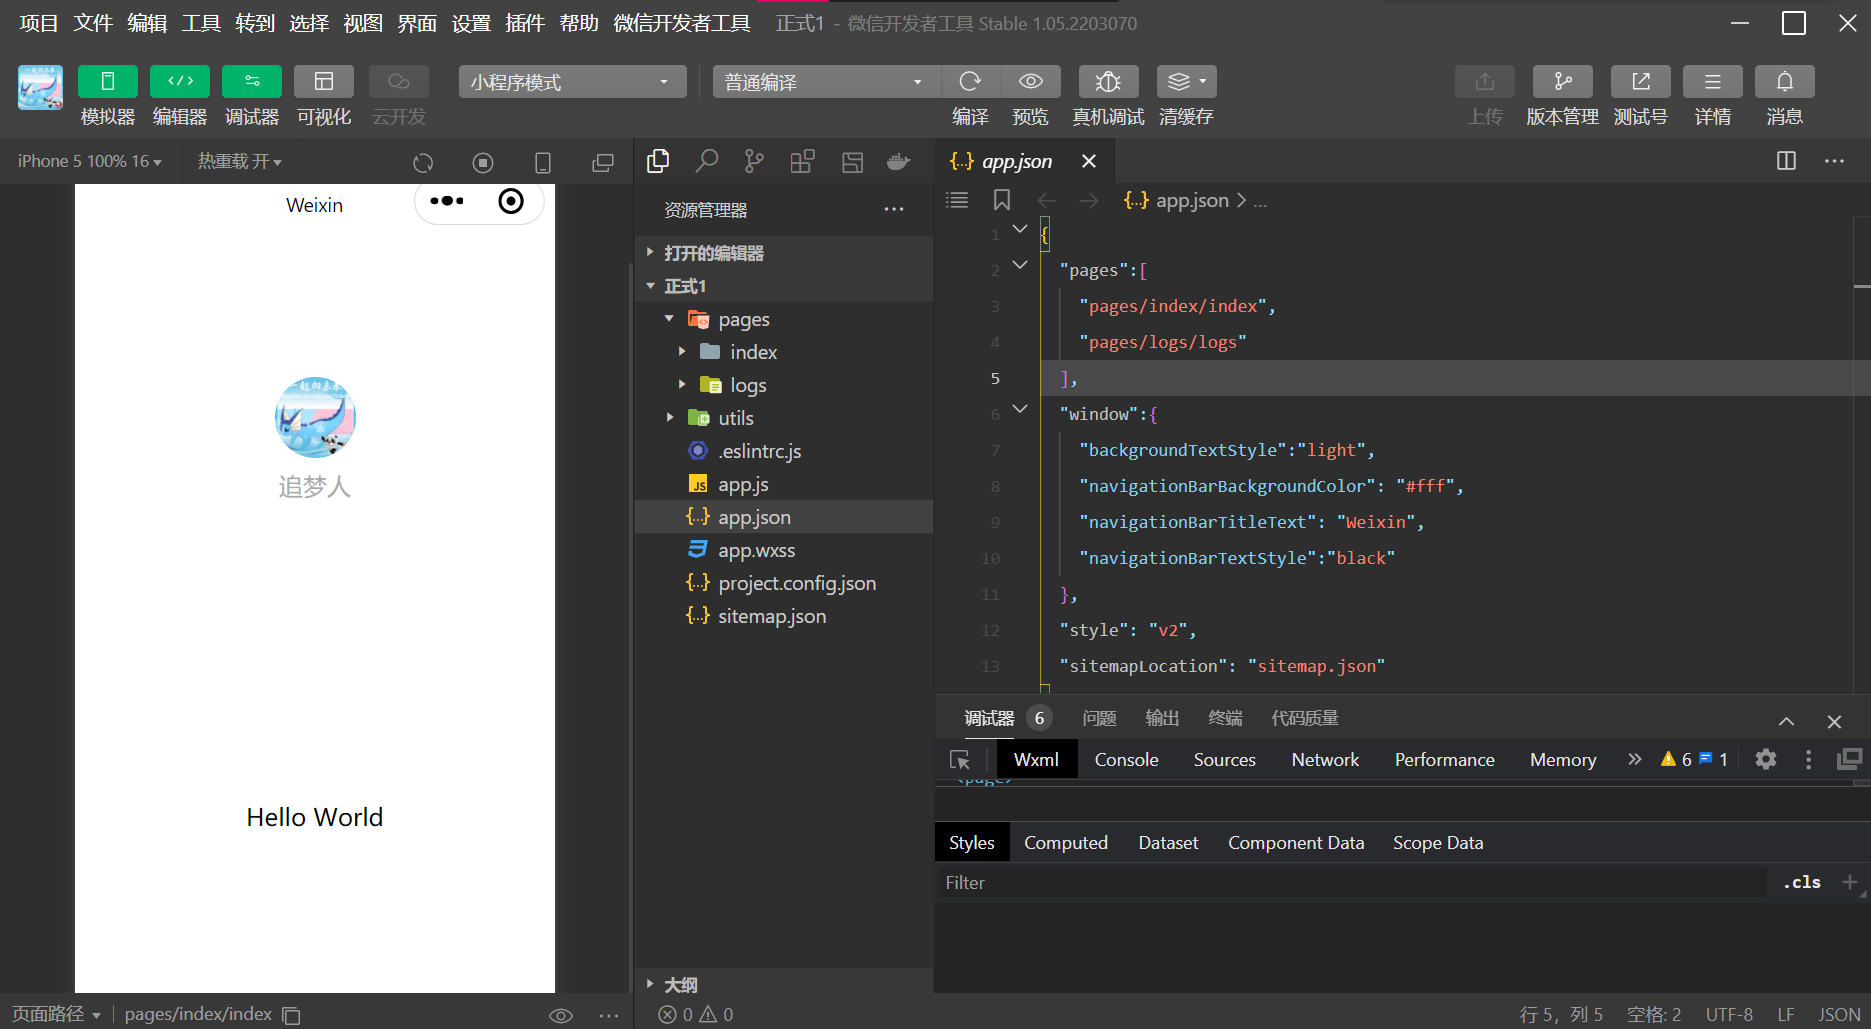 项目 文件 编辑 工具 转到 选择 视图 界面 设置 插件 帮助 微信开发者工具 正式1 - 微信开发者工具 Stable 1.05.2203070
模拟器 编辑器 调试器 可视化 云开发
小程序模式
普通编译
编译 预览 真机调试 清缓存
上传 版本管理 测试号 详情 消息
iPhone 5 100% 16
热重载 开
Weixin
追梦人
Hello World
页面路径
pages/index/index
资源管理器
打开的编辑器
正式1
pages
index
logs
utils
.eslintrc.js
JS app.js
{..} app.json
app.wxss
{..} project.config.json
{..} sitemap.json
大纲
0 0
{..} app.json
{..} app.json > ...
1 {
2 "pages":[
3 "pages/index/index",
4 "pages/logs/logs"
5 ],
6 "window":{
7 "backgroundTextStyle":"light",
8 "navigationBarBackgroundColor": "#fff",
9 "navigationBarTitleText": "Weixin",
10 "navigationBarTextStyle":"black"
11 },
12 "style": "v2",
13 "sitemapLocation": "sitemap.json"
调试器 6 问题 输出 终端 代码质量
Wxml Console Sources Network Performance Memory » 6 1
<page>
Styles Computed Dataset Component Data Scope Data
Filter
.cls +
行 5，列 5 空格: 2 UTF-8 LF JSON